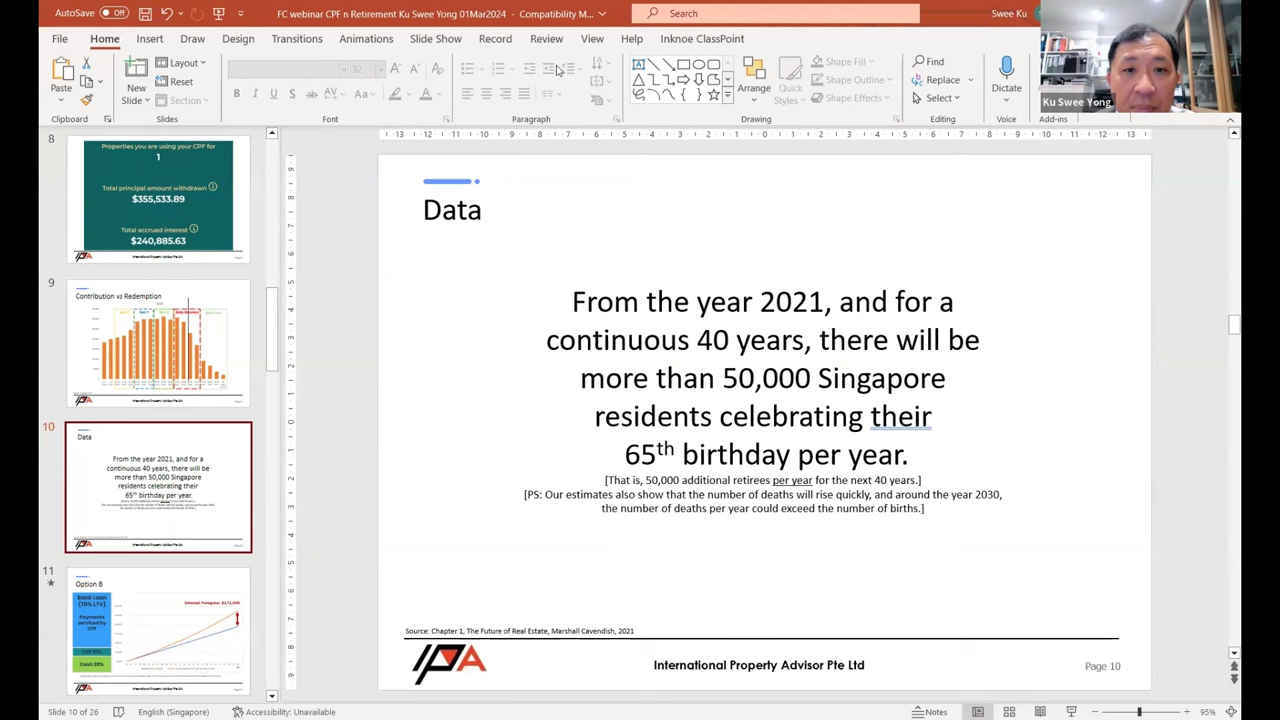 AutoSave Off
FC webinar CPF n Retirement Ku Swee Yong 01Mar2024 - Compatibility M...
Search
Swee Ku
File Home Insert Draw Design Slide Show Transitions Animations Record Review View Help Inknoe ClassPoint
Paste
New Slide
Layout
Reset
Section
Arrange
Quick Styles
Shape Fill
Shape Outline
Shape Effects
Find
Replace
Select
Dictate
Clipboard Slides Font Paragraph Drawing Editing Voice Add-ins
Ku Swee Yong
8
Properties you are using your CPF for
1
Total principal amount withdrawn
$355,533.89
Total accrued interest
$240,885.63
9
Contribution vs Redemption
10
Data
From the year 2021, and for a
continuous 40 years, there will be
more than 50,000 Singapore
residents celebrating their
65th birthday per year.
11
Option B
Bank Loan
(70% LTV)
Payments
serviced by
CPF
Cash 20%
Data
From the year 2021, and for a
continuous 40 years, there will be
more than 50,000 Singapore
residents celebrating their
65th birthday per year.
[That is, 50,000 additional retirees per year for the next 40 years.]
[PS: Our estimates also show that the number of deaths will rise quickly, and around the year 2030,
the number of deaths per year could exceed the number of births.]
Source: Chapter 1, The Future of Real Estate, Marshall Cavendish, 2021
IPA
International Property Advisor Pte Ltd
Page 10
Slide 10 of 26
English (Singapore)
Accessibility: Unavailable
Notes
95%